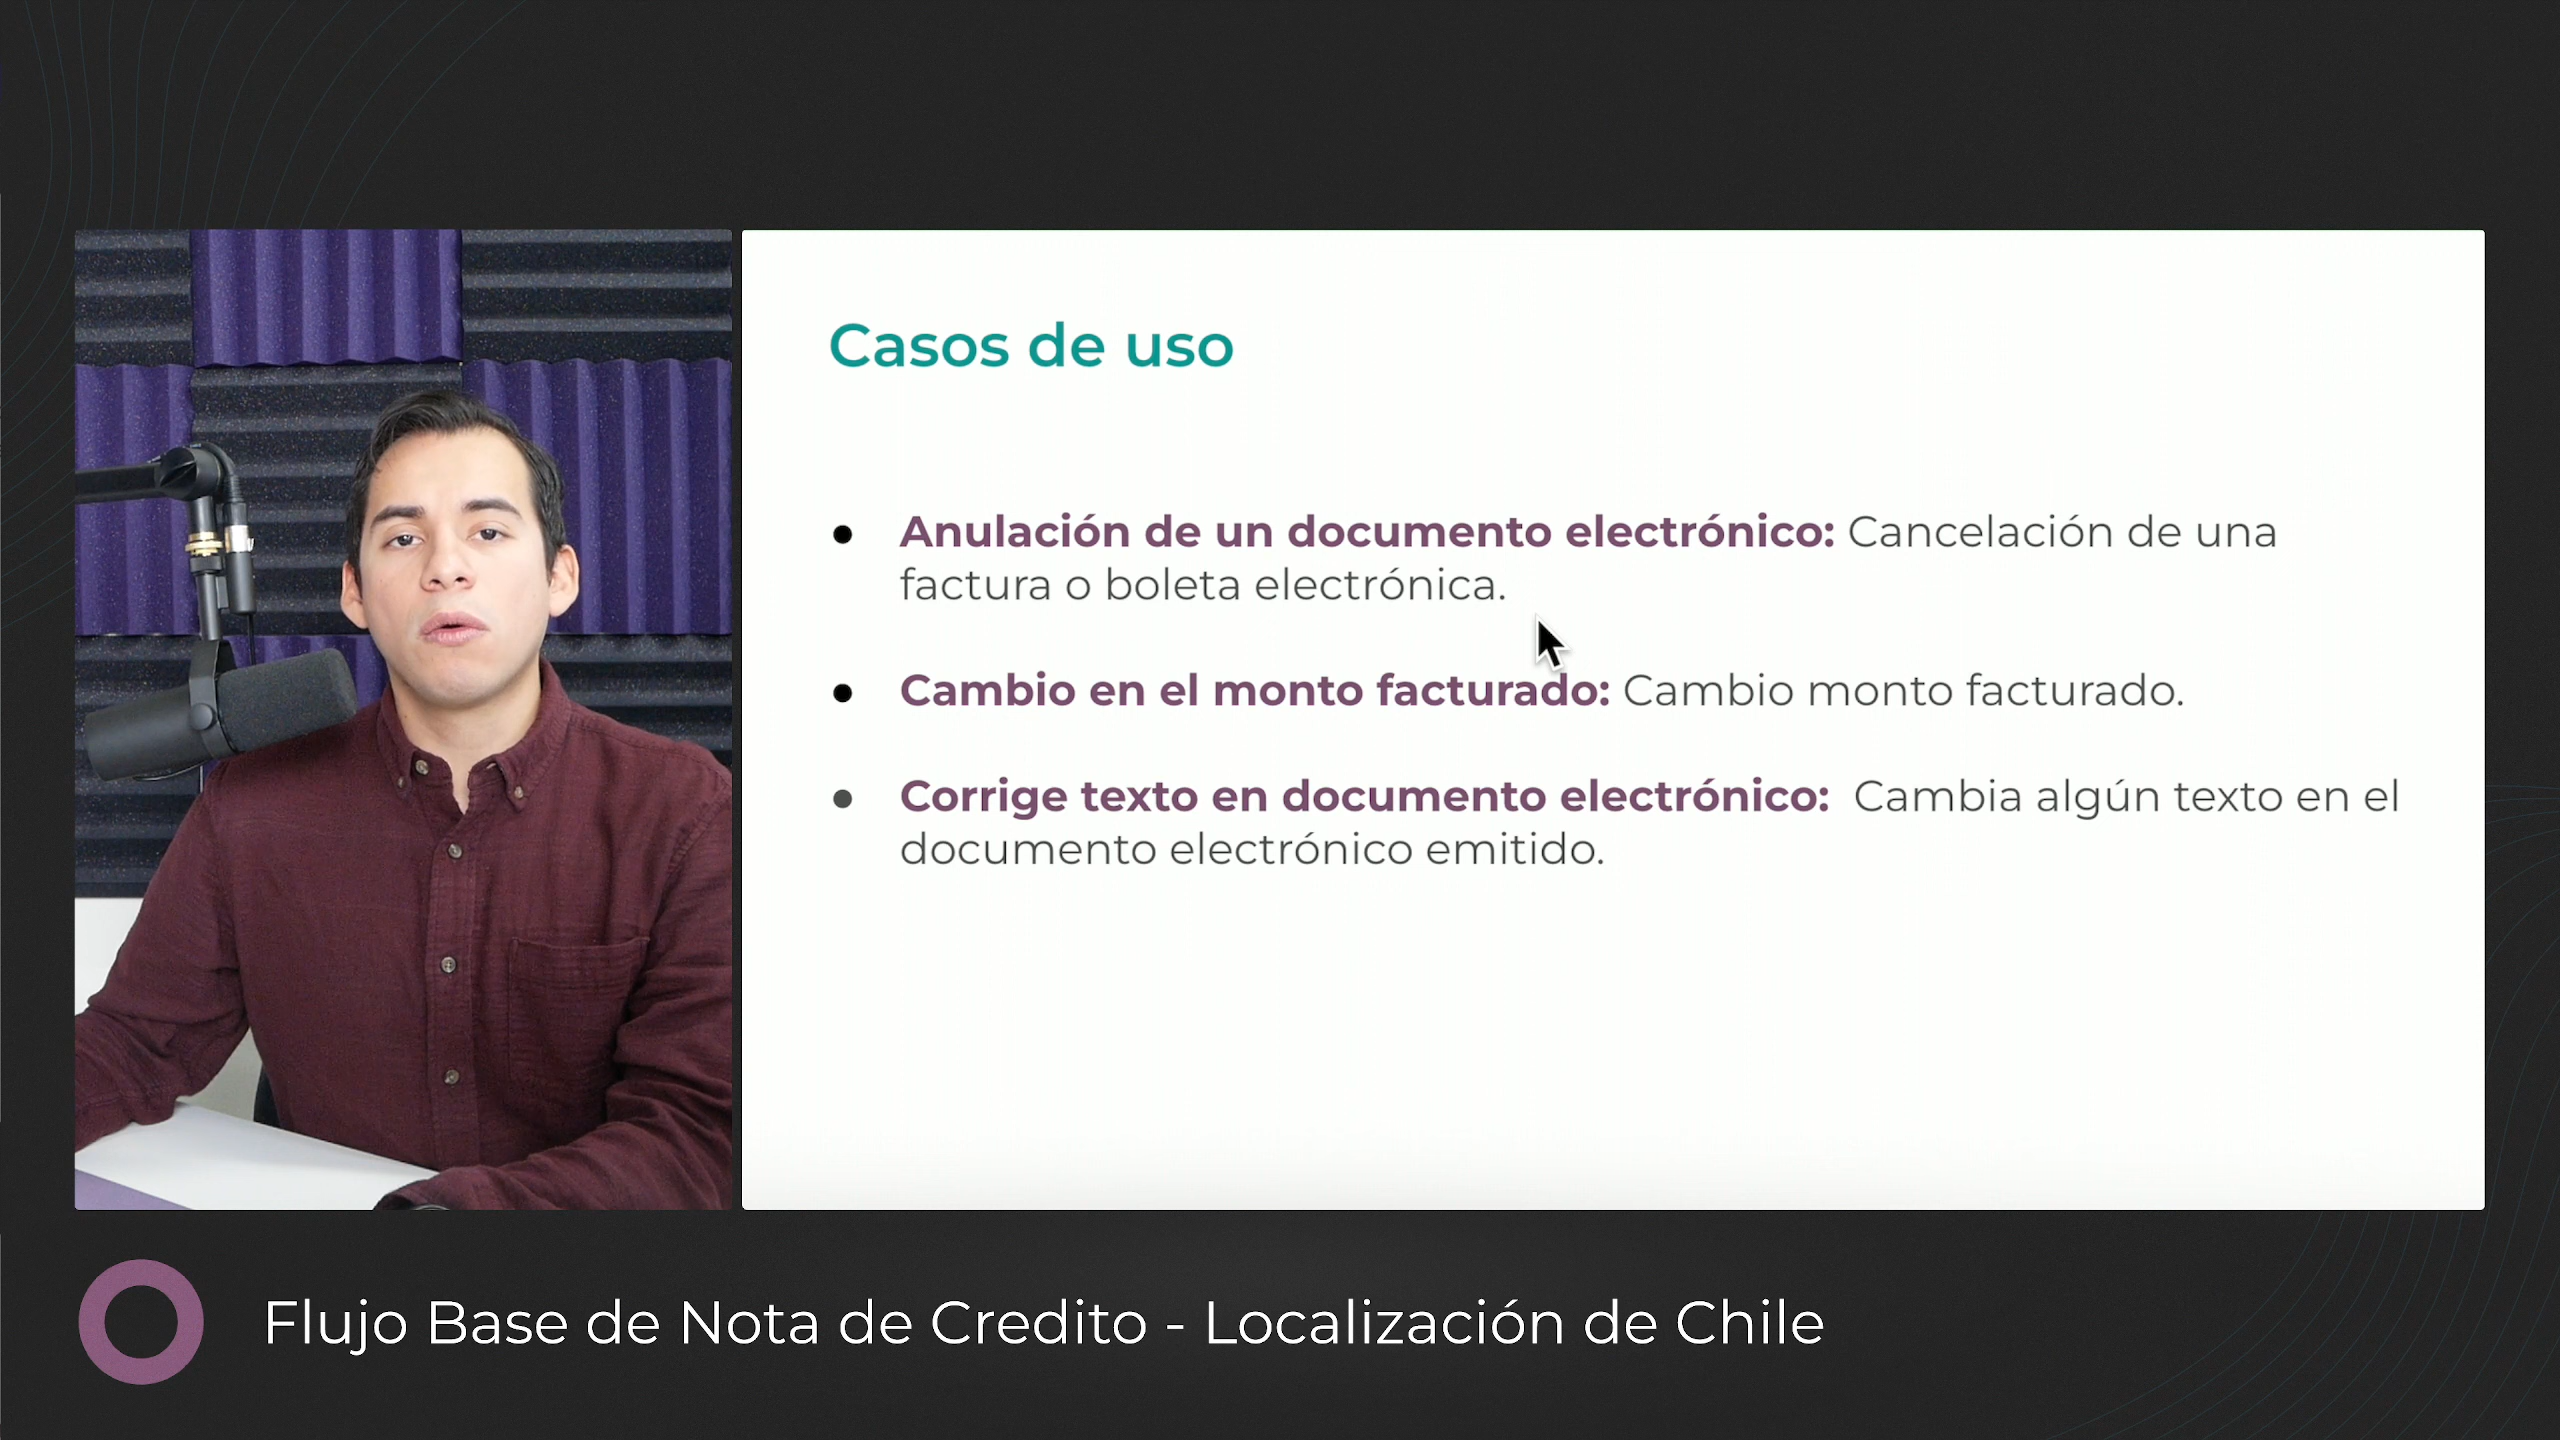 Casos de uso
Anulación de un documento electrónico: Cancelación de una
factura o boleta electrónica.
Cambio en el monto facturado: Cambio monto facturado.
Corrige texto en documento electrónico:  Cambia algún texto en el
documento electrónico emitido.
Flujo Base de Nota de Credito - Localización de Chile